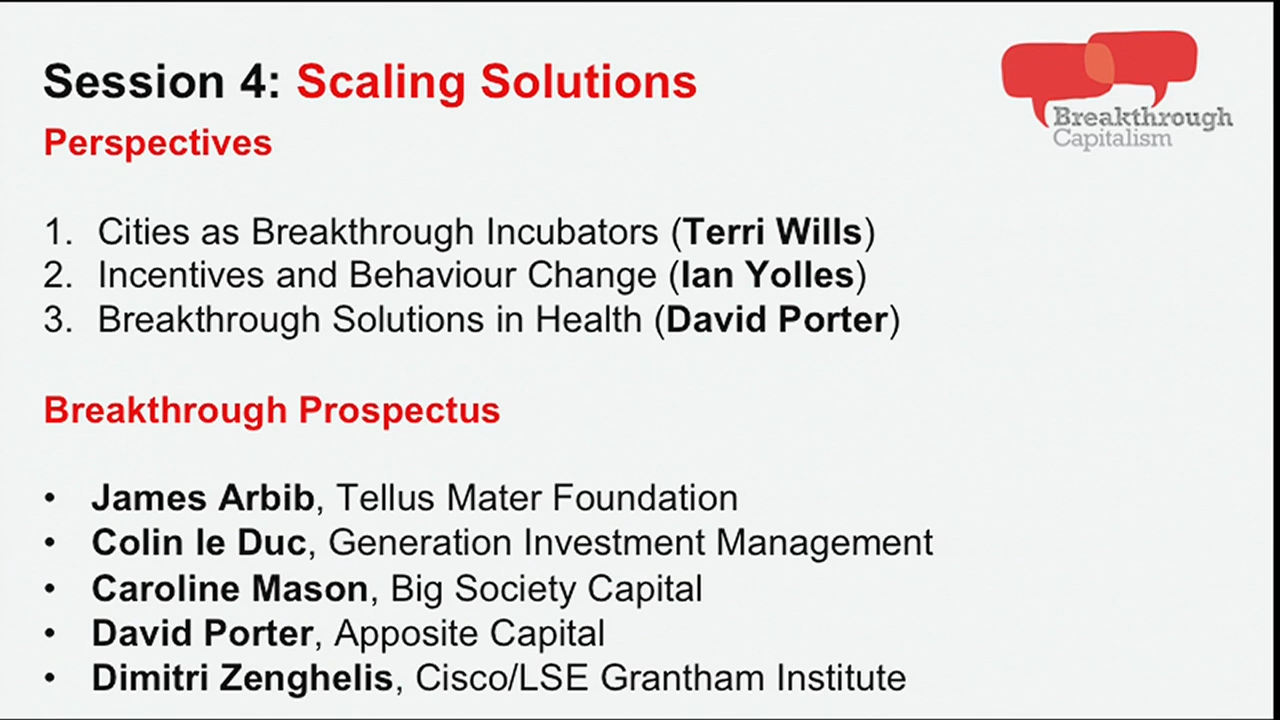 Session 4: Scaling Solutions
Perspectives
Breakthrough
Capitalism
1. Cities as Breakthrough Incubators (Terri Wills)
2. Incentives and Behaviour Change (Ian Yolles)
3. Breakthrough Solutions in Health (David Porter)
Breakthrough Prospectus
• James Arbib, Tellus Mater Foundation
• Colin le Duc, Generation Investment Management
• Caroline Mason, Big Society Capital
• David Porter, Apposite Capital
• Dimitri Zenghelis, Cisco/LSE Grantham Institute